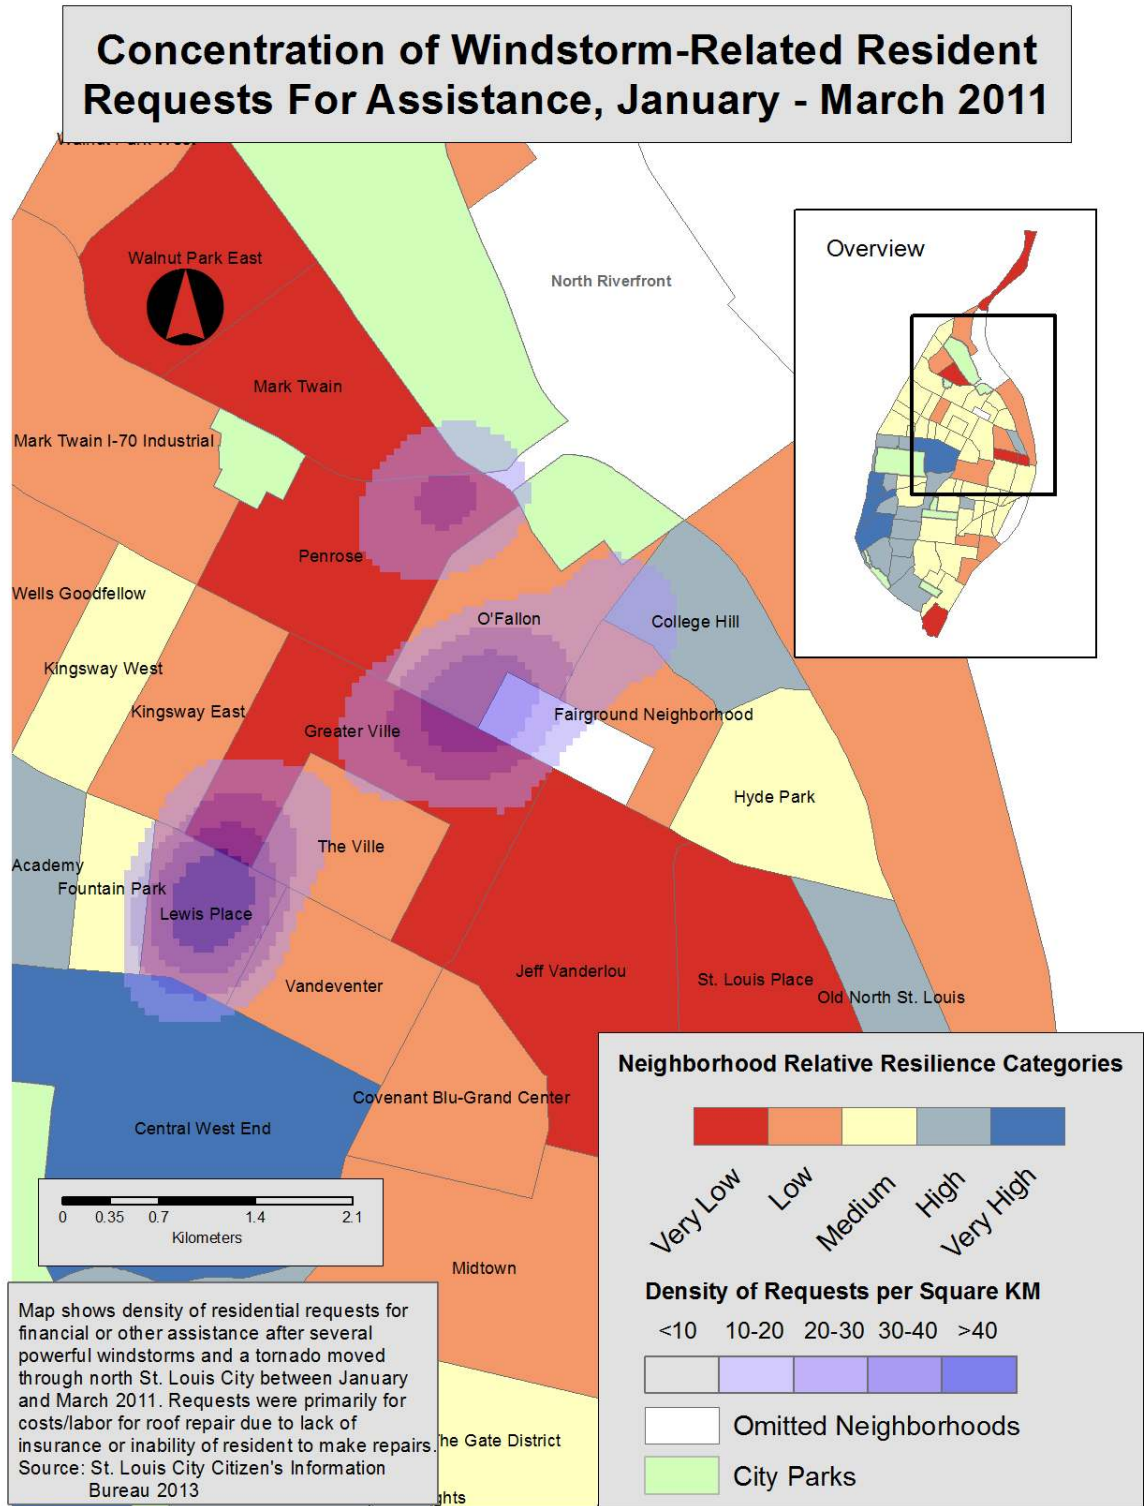 Concentration of Windstorm-Related Resident
Requests For Assistance, January - March 2011
Walnut Park West
Walnut Park East
North Riverfront
Overview
Mark Twain
Mark Twain I-70 Industrial
Penrose
Wells Goodfellow
O'Fallon
College Hill
Kingsway West
Kingsway East
Greater Ville
Fairground Neighborhood
Hyde Park
The Ville
Academy
Fountain Park
Lewis Place
Vandeventer
Jeff Vanderlou
St. Louis Place
Old North St. Louis
Covenant Blu-Grand Center
Central West End
Midtown
0 0.35 0.7 1.4 2.1
Kilometers
Neighborhood Relative Resilience Categories
Very Low
Low
Medium
High
Very High
Density of Requests per Square KM
<10 10-20 20-30 30-40 >40
Omitted Neighborhoods
City Parks
Map shows density of residential requests for
financial or other assistance after several
powerful windstorms and a tornado moved
through north St. Louis City between January
and March 2011. Requests were primarily for
costs/labor for roof repair due to lack of
insurance or inability of resident to make repairs.
Source: St. Louis City Citizen's Information
Bureau 2013
The Gate District
ghts